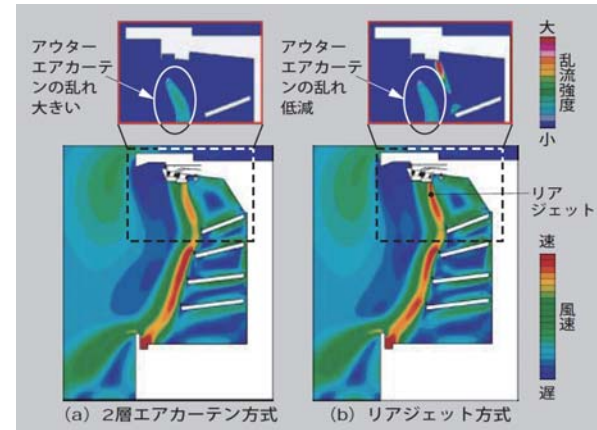 アウター
エアカーテ
ンの乱れ
大きい
アウター
エアカーテ
ンの乱れ
低減
大
乱流強度
小
リア
ジェット
速
風速
遅
(a) 2層エアカーテン方式
(b) リアジェット方式